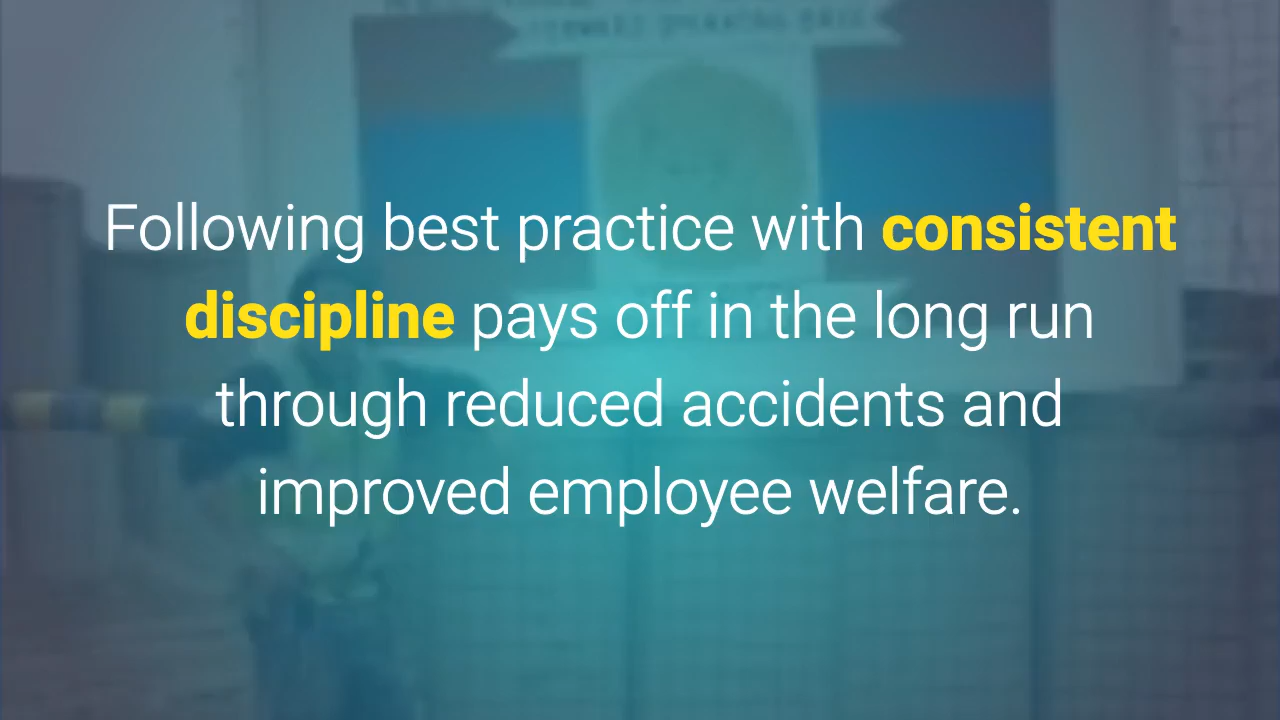 Following best practice with consistent
discipline pays off in the long run
through reduced accidents and
improved employee welfare.